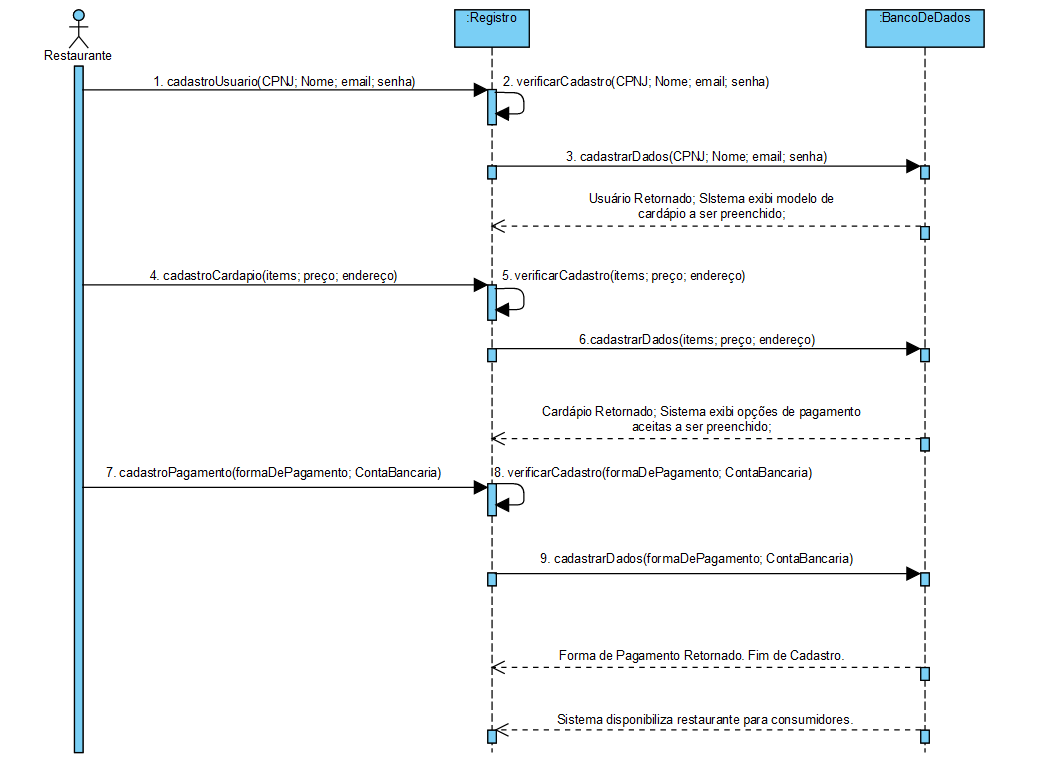 :Registro
:BancoDeDados
Restaurante
1. cadastroUsuario(CPNJ; Nome; email; senha)
2. verificarCadastro(CPNJ; Nome; email; senha)
3. cadastrarDados(CPNJ; Nome; email; senha)
Usuário Retornado; SIstema exibi modelo de
cardápio a ser preenchido;
4. cadastroCardapio(items; preço; endereço)
5. verificarCadastro(items; preço; endereço)
6.cadastrarDados(items; preço; endereço)
Cardápio Retornado; Sistema exibi opções de pagamento
aceitas a ser preenchido;
7. cadastroPagamento(formaDePagamento; ContaBancaria)
8. verificarCadastro(formaDePagamento; ContaBancaria)
9. cadastrarDados(formaDePagamento; ContaBancaria)
Forma de Pagamento Retornado. Fim de Cadastro.
Sistema disponibiliza restaurante para consumidores.